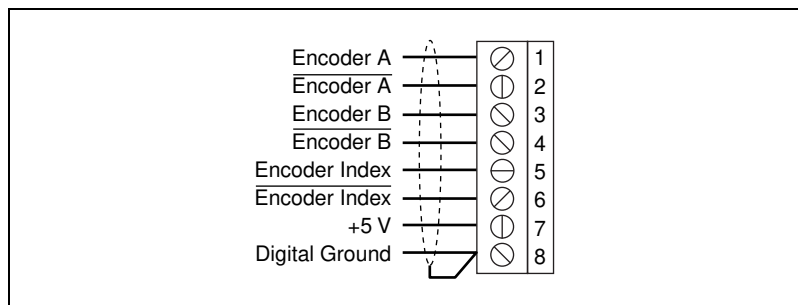 Encoder A 1
Encoder A 2
Encoder B 3
Encoder B 4
Encoder Index 5
Encoder Index 6
+5 V 7
Digital Ground 8